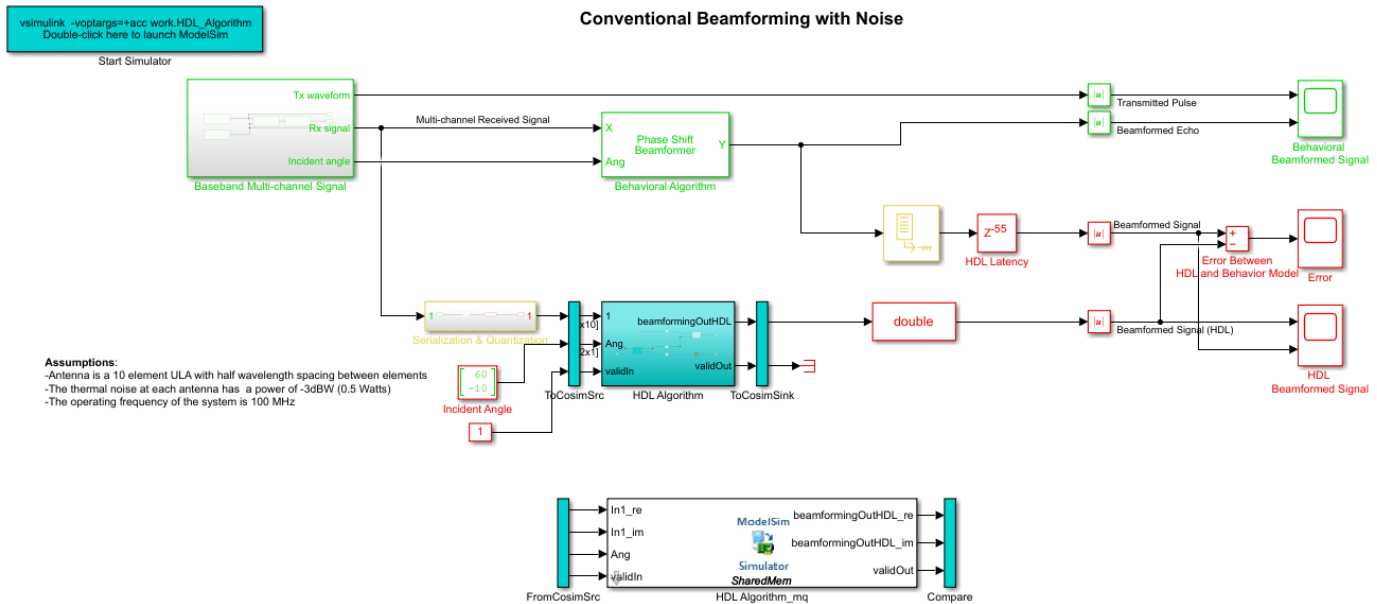 Conventional Beamforming with Noise
vsimulink -voptargs=+acc work.HDL_Algorithm
Double-click here to launch ModelSim
Start Simulator
Tx waveform
Rx signal
Incident angle
Baseband Multi-channel Signal
Multi-channel Received Signal
X
Ang
Phase Shift
Beamformer
Y
Behavioral Algorithm
|u|
Transmitted Pulse
|u|
Beamformed Echo
Behavioral
Beamformed Signal
Z-55
HDL Latency
|u|
Beamformed Signal
+
−
Error Between
HDL and Behavior Model
Error
1
1
Serialization & Quantization
x10]
2x1]
ToCosimSrc
1
Ang
validIn
beamformingOutHDL
validOut
HDL Algorithm
ToCosimSink
double
|u|
Beamformed Signal (HDL)
HDL
Beamformed Signal
Assumptions:
-Antenna is a 10 element ULA with half wavelength spacing between elements
-The thermal noise at each antenna has a power of -3dBW (0.5 Watts)
-The operating frequency of the system is 100 MHz
60
-10
Incident Angle
1
In1_re
In1_im
Ang
validIn
ModelSim
Simulator
SharedMem
beamformingOutHDL_re
beamformingOutHDL_im
validOut
FromCosimSrc
HDL Algorithm_mq
Compare